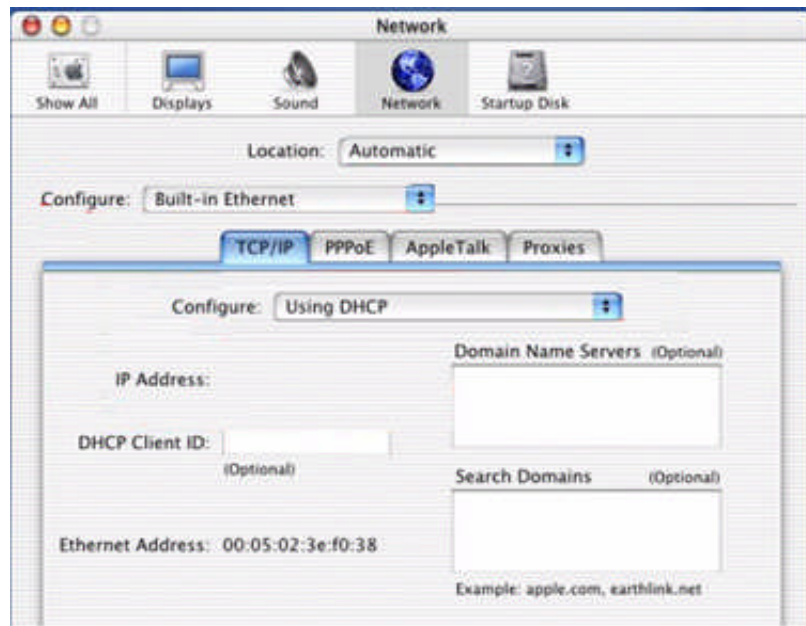 Network
Show All Displays Sound Network Startup Disk
Location: Automatic
Configure: Built-in Ethernet
TCP/IP PPPoE AppleTalk Proxies
Configure: Using DHCP
Domain Name Servers (Optional)
IP Address:
DHCP Client ID:
(Optional)
Search Domains (Optional)
Ethernet Address: 00:05:02:3e:f0:38
Example: apple.com, earthlink.net